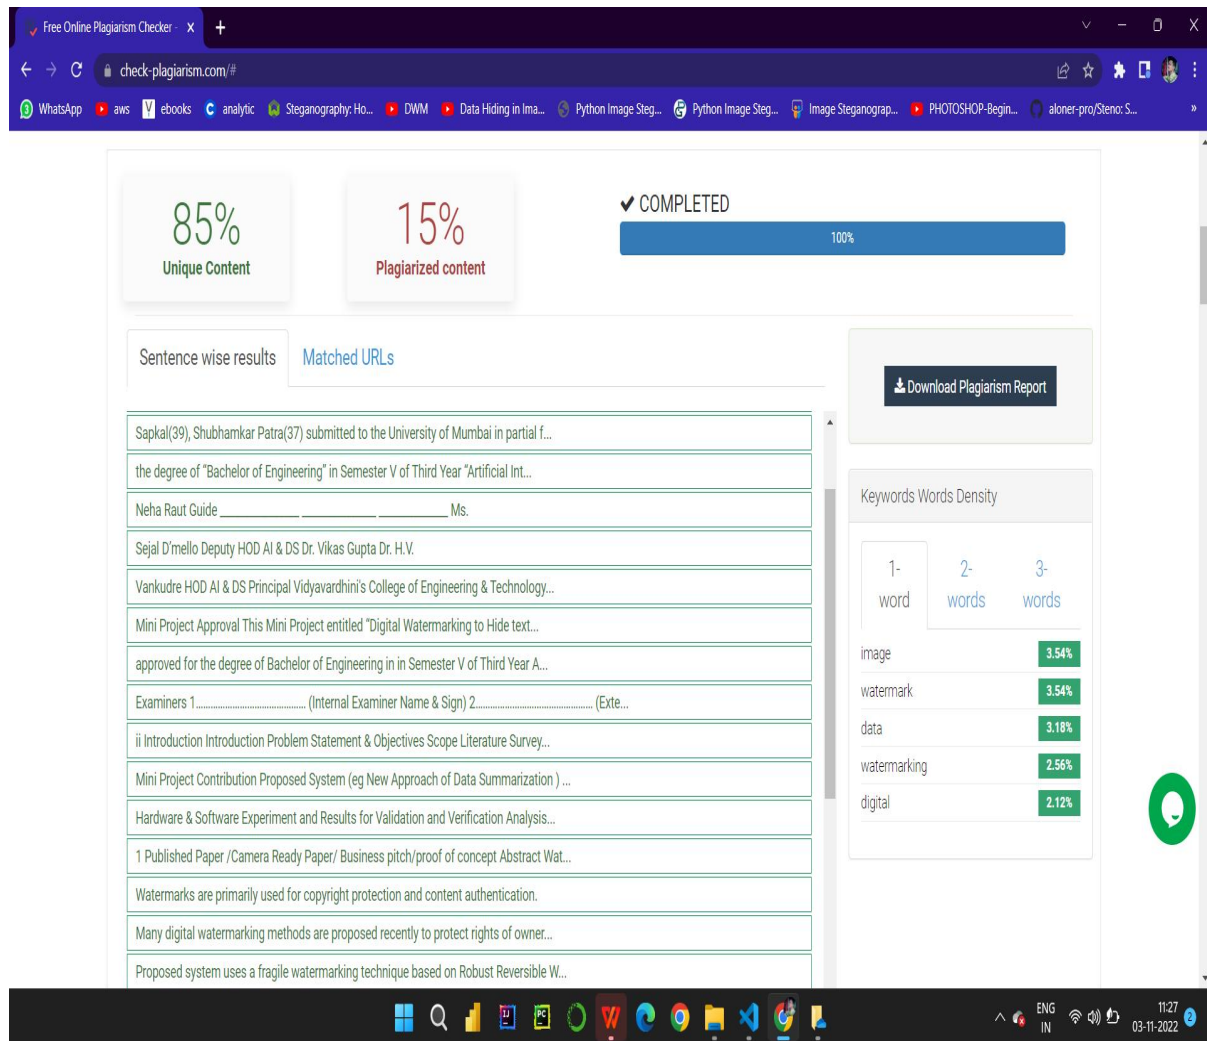 Free Online Plagiarism Checker -
check-plagiarism.com/#
WhatsApp aws ebooks analytic Steganography: Ho... DWM Data Hiding in Ima... Python Image Steg... Python Image Steg... Image Steganograp... PHOTOSHOP-Begin... aloner-pro/Steno: S... »
85%
Unique Content
15%
Plagiarized content
COMPLETED
100%
Sentence wise results Matched URLs
Download Plagiarism Report
Sapkal(39), Shubhamkar Patra(37) submitted to the University of Mumbai in partial f...
the degree of “Bachelor of Engineering” in Semester V of Third Year “Artificial Int...
Neha Raut Guide _____________ ____________ ___________ Ms.
Sejal D'mello Deputy HOD AI & DS Dr. Vikas Gupta Dr. H.V.
Vankudre HOD AI & DS Principal Vidyavardhini's College of Engineering & Technology...
Mini Project Approval This Mini Project entitled “Digital Watermarking to Hide text...
approved for the degree of Bachelor of Engineering in in Semester V of Third Year A...
Examiners 1........................................... (Internal Examiner Name & Sign) 2.............................................. (Exte...
ii Introduction Introduction Problem Statement & Objectives Scope Literature Survey...
Mini Project Contribution Proposed System (eg New Approach of Data Summarization ) ...
Hardware & Software Experiment and Results for Validation and Verification Analysis...
1 Published Paper /Camera Ready Paper/ Business pitch/proof of concept Abstract Wat...
Watermarks are primarily used for copyright protection and content authentication.
Many digital watermarking methods are proposed recently to protect rights of owner...
Proposed system uses a fragile watermarking technique based on Robust Reversible W...
Keywords Words Density
1-
word
2-
words
3-
words
image 3.54%
watermark 3.54%
data 3.18%
watermarking 2.56%
digital 2.12%
ENG
IN
11:27
03-11-2022
2